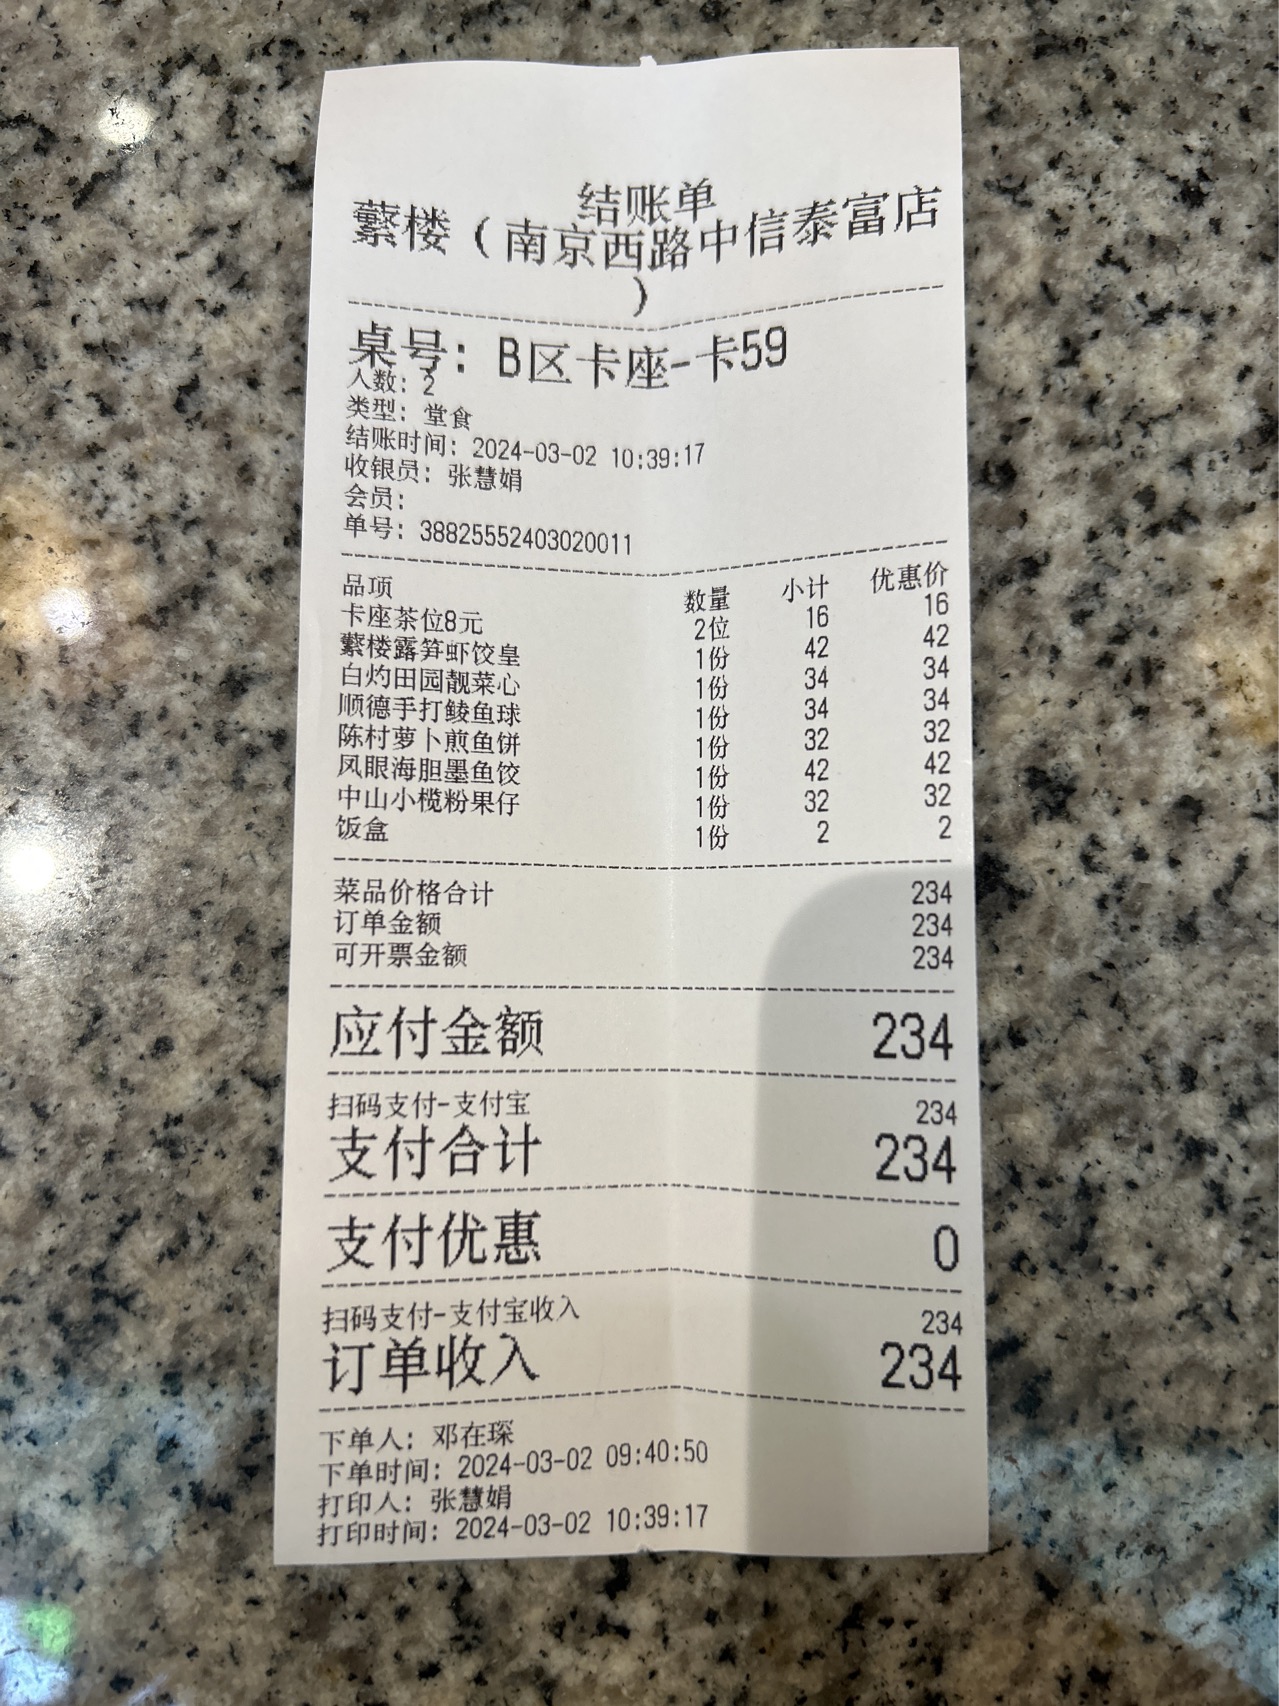 结账单
蘩楼（南京西路中信泰富店
）
桌号：B区卡座-卡59
人数：2
类型：堂食
结账时间：2024-03-02 10:39:17
收银员：张慧娟
会员：
单号：38825552403020011
品项 数量 小计 优惠价
卡座茶位8元 2位 16 16
蘩楼露笋虾饺皇 1份 42 42
白灼田园靓菜心 1份 34 34
顺德手打鲮鱼球 1份 34 34
陈村萝卜煎鱼饼 1份 32 32
凤眼海胆墨鱼饺 1份 42 42
中山小榄粉果仔 1份 32 32
饭盒 1份 2 2
菜品价格合计 234
订单金额 234
可开票金额 234
应付金额 234
扫码支付-支付宝 234
支付合计 234
支付优惠 0
扫码支付-支付宝收入 234
订单收入 234
下单人：邓在琛
下单时间：2024-03-02 09:40:50
打印人：张慧娟
打印时间：2024-03-02 10:39:17